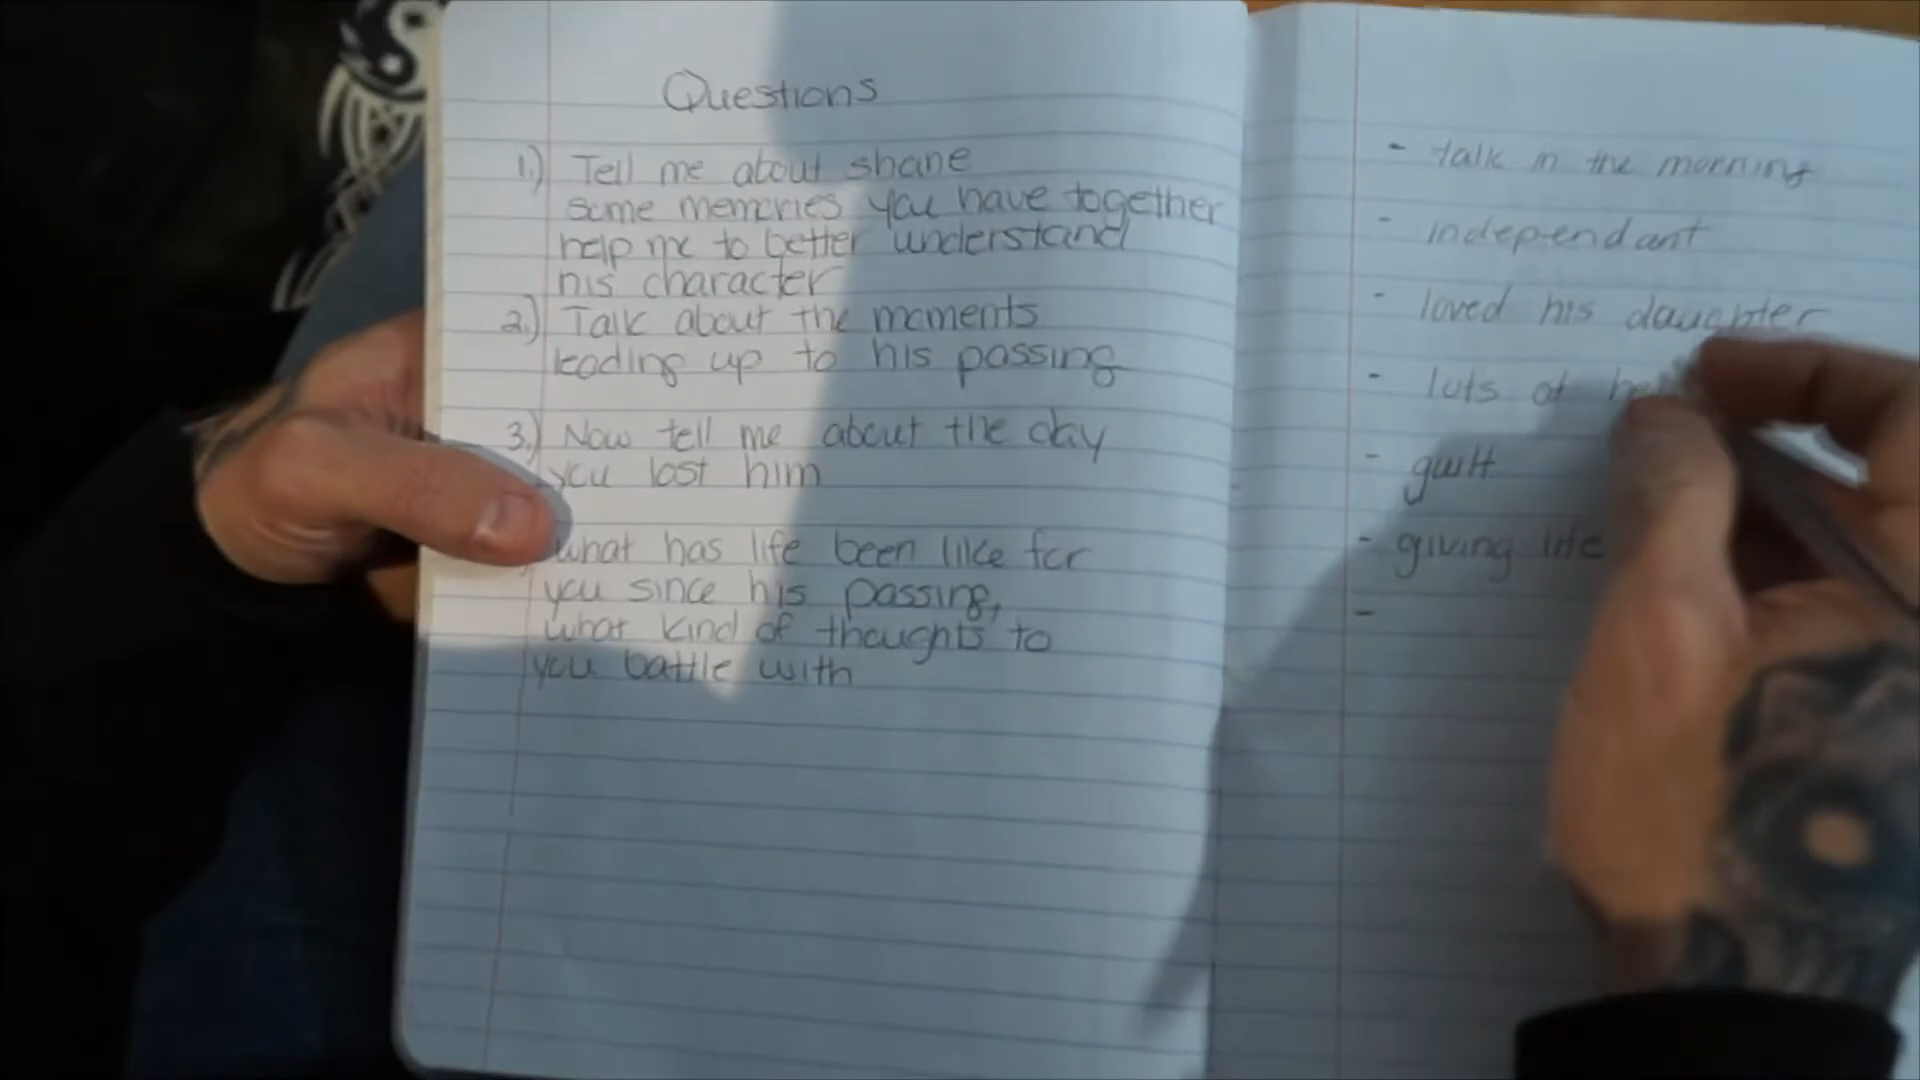 Questions
1.) Tell me about shane
some memories you have together
help me to better understand
his character
2.) Talk about the moments
leading up to his passing
3.) Now tell me about the day
you lost him
what has life been like for
you since his passing,
what kind of thoughts to
you battle with
- talk in the morning
- independant
- loved his daughter
- lots of
- guilt
- giving life
-